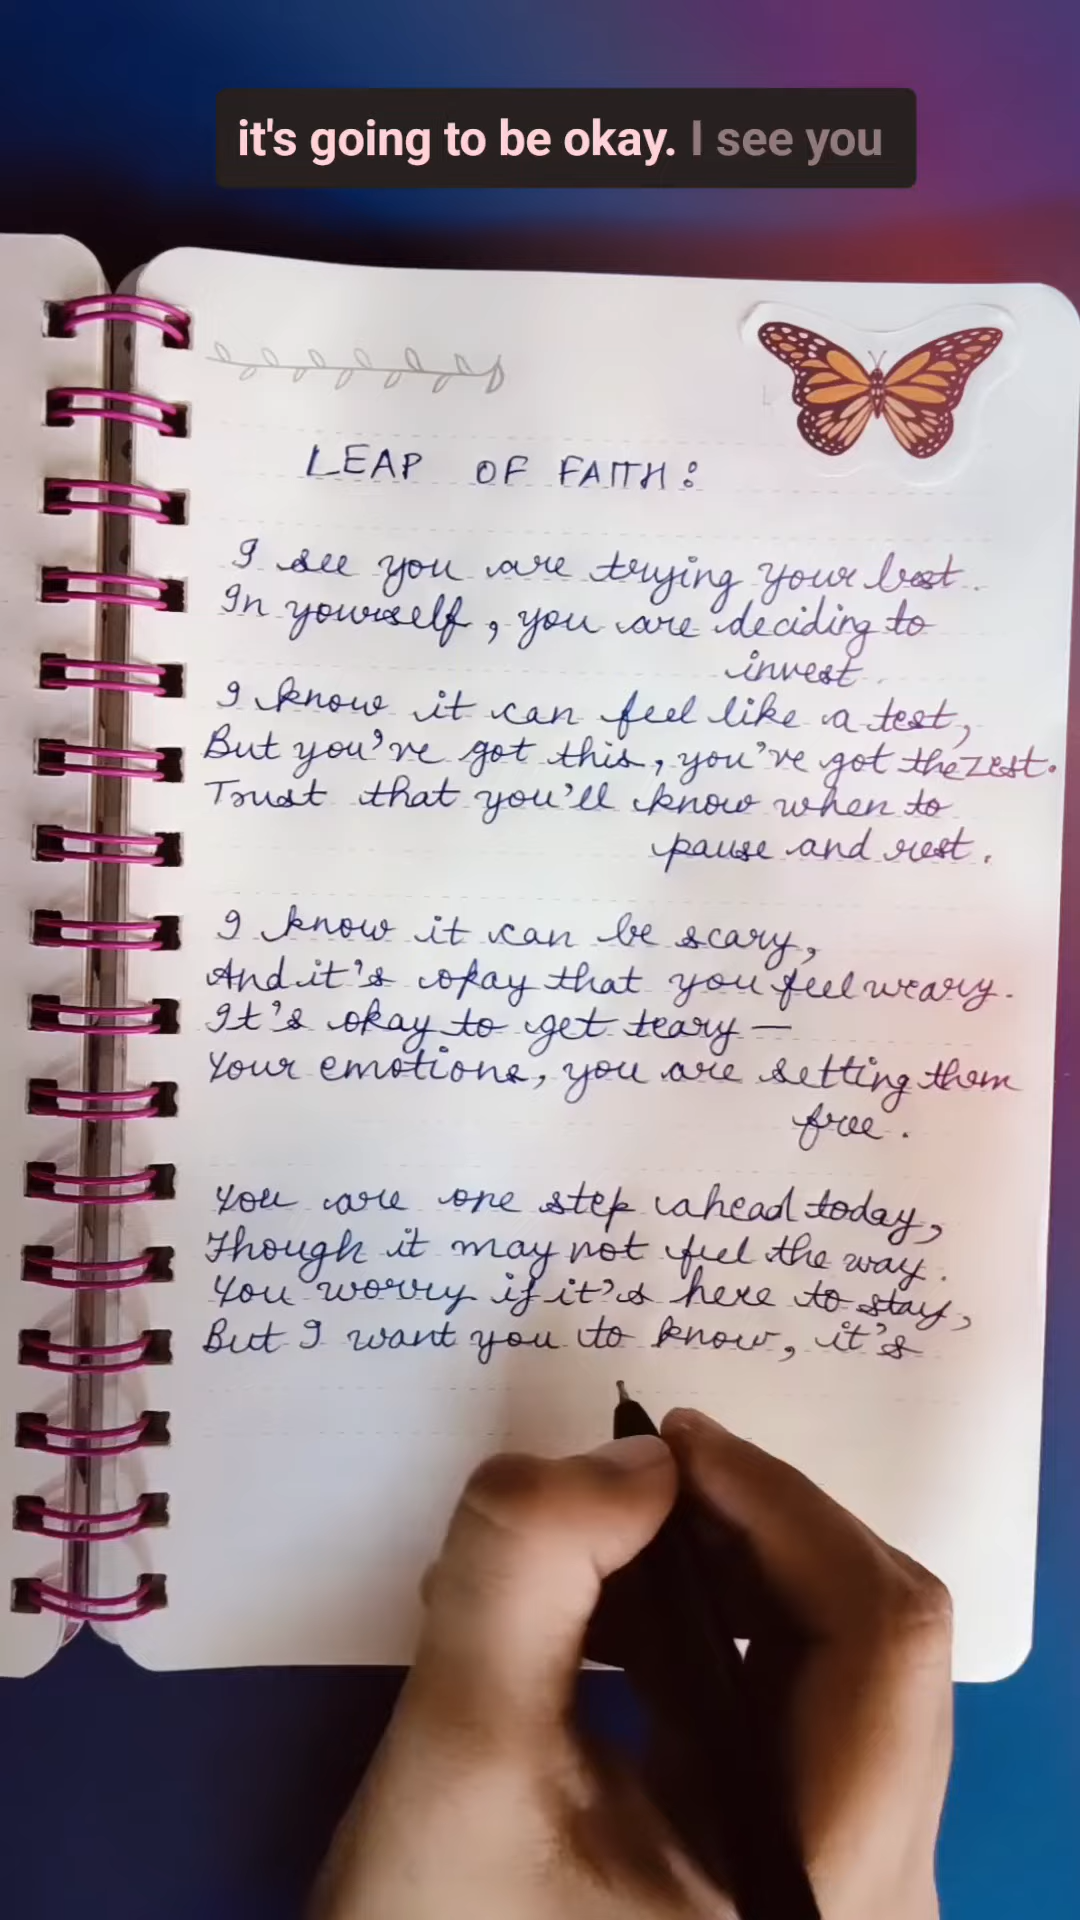 it's going to be okay. I see you
LEAP OF FAITH:
I see you are trying your best.
In yourself, you are deciding to
invest.
I know it can feel like a test,
But you've got this, you've got the zest.
Trust that you'll know when to
pause and rest.
I know it can be scary,
And it's okay that you feel weary.
It's okay to get teary —
Your emotions, you are setting them
free.
You are one step ahead today,
Though it may not feel the way.
You worry if it's here to stay,
But I want you to know, it's